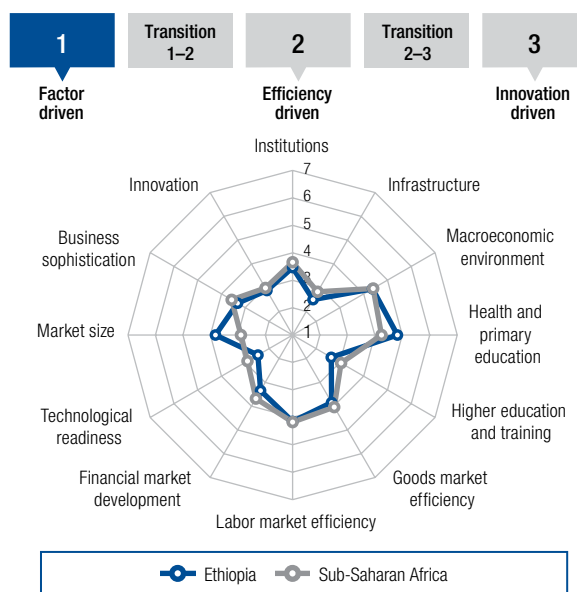 1
Transition
1–2
2
Transition
2–3
3
Factor
driven
Efficiency
driven
Innovation
driven
Institutions
7
6
5
4
3
2
1
Infrastructure
Macroeconomic
environment
Health and
primary
education
Higher education
and training
Goods market
efficiency
Labor market efficiency
Financial market
development
Technological
readiness
Market size
Business
sophistication
Innovation
Ethiopia
Sub-Saharan Africa